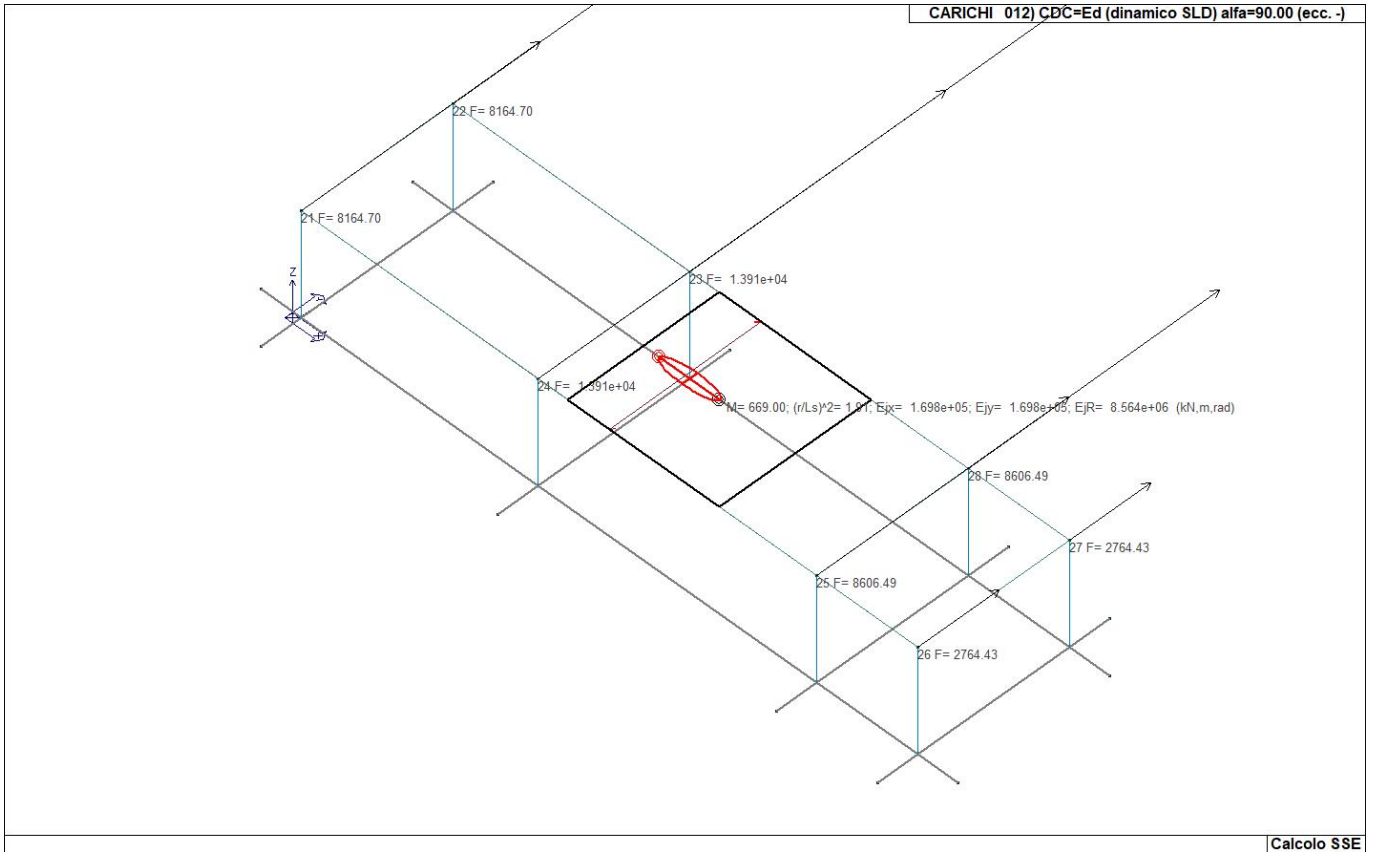 CARICHI 012) CDC=Ed (dinamico SLD) alfa=90.00 (ecc. -)
22 F= 8164.70
21 F= 8164.70
Z
23 F= 1.391e+04
24 F= 1.391e+04
M= 669.00; (r/Ls)^2= 1.91; Ejx= 1.698e+05; Ejy= 1.698e+05; EjR= 8.564e+06 (kN,m,rad)
28 F= 8606.49
27 F= 2764.43
25 F= 8606.49
26 F= 2764.43
Calcolo SSE